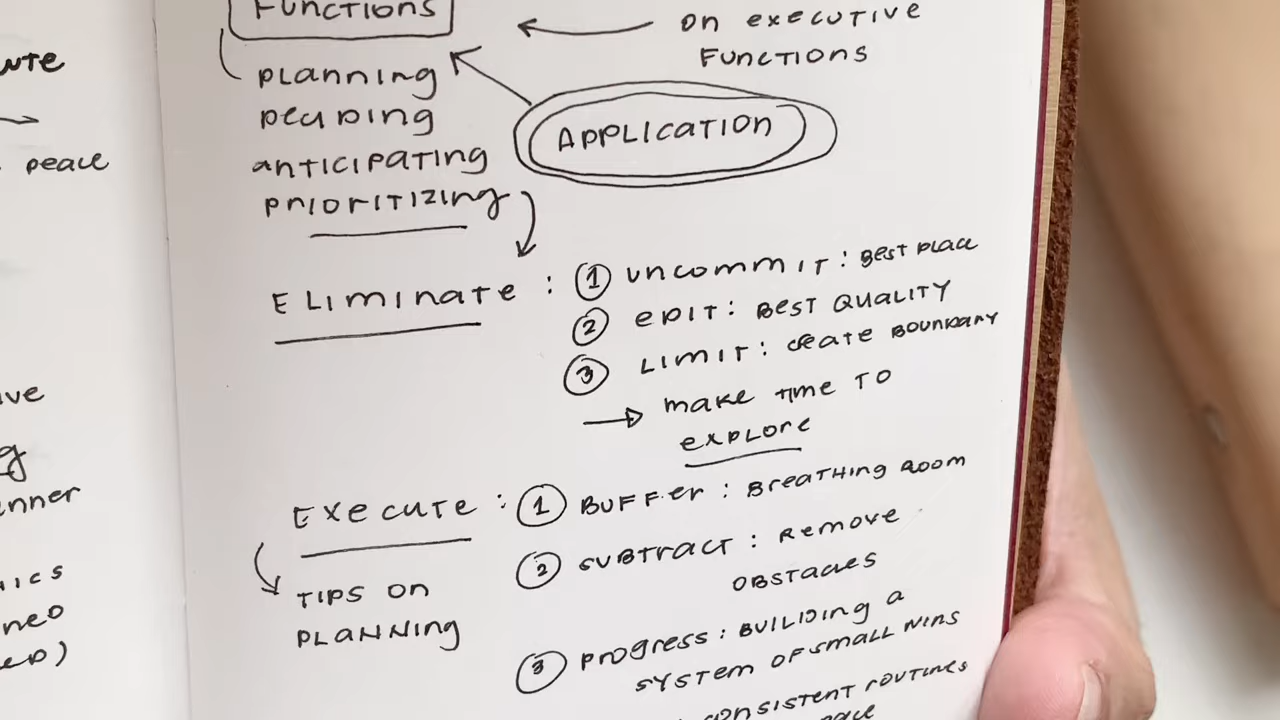 FUNCTIONS
on executive
FUNCTIONS
PLANNING
DECIDING
anticipating
prioritizing
APPLICATION
ELiminate : ① uncommit : Best place
② EDIT : BEST QUALITY
③ LIMIT : create BOUNDARY
→ make time TO
explore
Execute : ① BUFFer : Breathing room
② SUBTract : Remove
OBSTacles
TIPS on
PLANNING
③ Progress : BUILDING a
SYSTEM OF SMALL WINS
consistent routines
peace